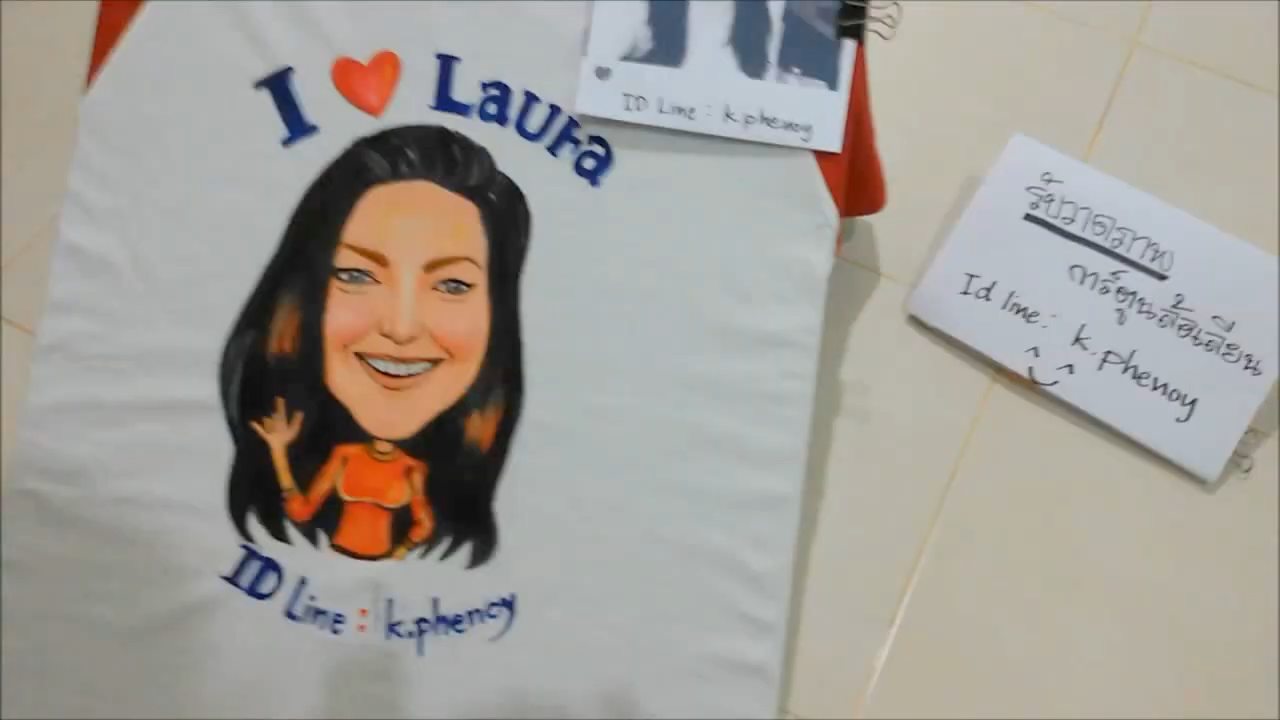 I ❤ Laura
ID Line : k.phenoy
ID Line : k.phenoy
รับวาดภาพ
การ์ตูนล้อเลียน
Id line: k.phenoy